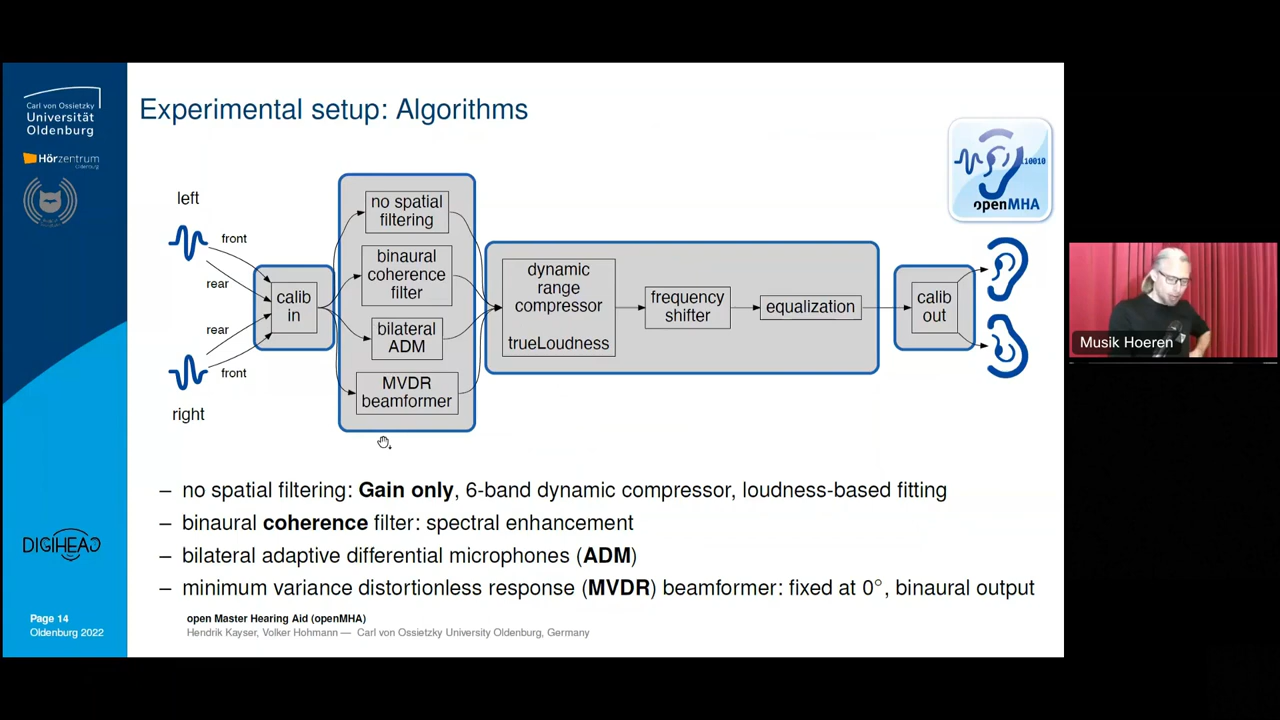 Carl von Ossietzky
Universität
Oldenburg
Hörzentrum
Oldenburg
Experimental setup: Algorithms
10010
openMHA
left
front
rear
rear
front
right
calib
in
no spatial
filtering
binaural
coherence
filter
bilateral
ADM
MVDR
beamformer
dynamic
range
compressor
trueLoudness
frequency
shifter
equalization
calib
out
– no spatial filtering: Gain only, 6-band dynamic compressor, loudness-based fitting
– binaural coherence filter: spectral enhancement
– bilateral adaptive differential microphones (ADM)
– minimum variance distortionless response (MVDR) beamformer: fixed at 0°, binaural output
DIGIHEAD
Page 14
Oldenburg 2022
open Master Hearing Aid (openMHA)
Hendrik Kayser, Volker Hohmann — Carl von Ossietzky University Oldenburg, Germany
Musik Hoeren